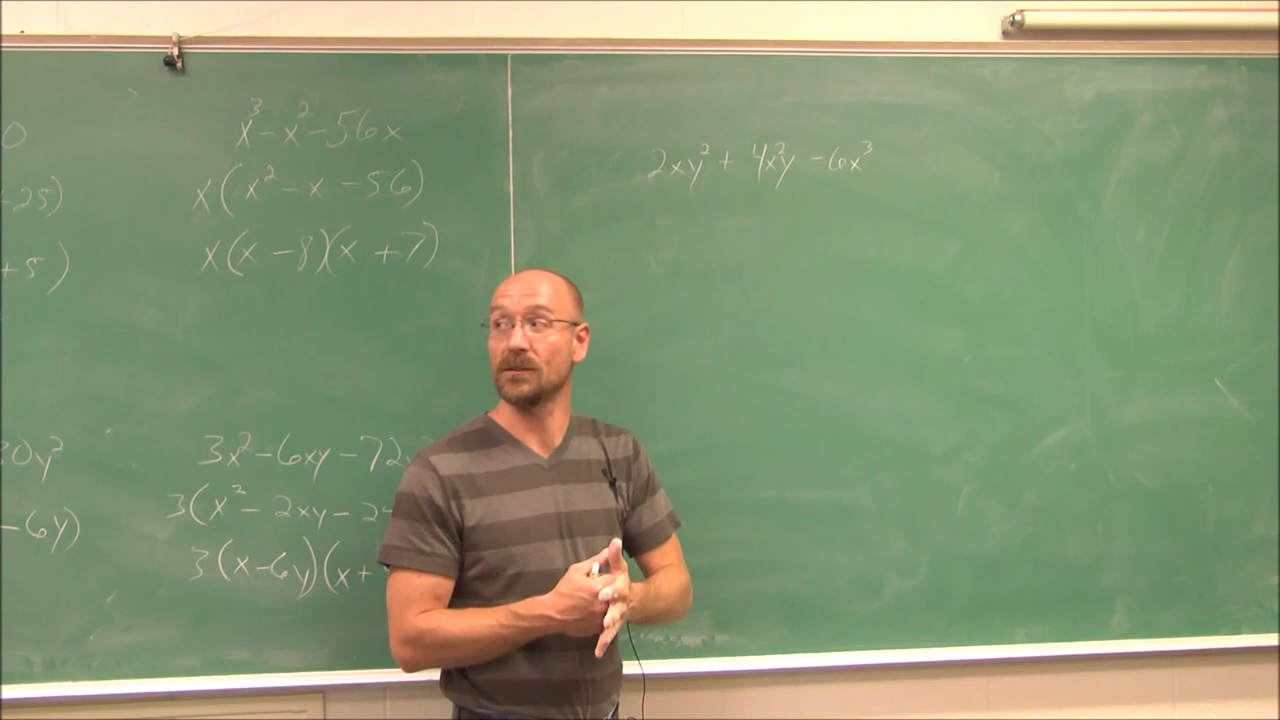 0
25)
+5)
x³-x²-56x
x(x²-x-56)
x(x-8)(x+7)
30y²
-6y)
3x²-6xy-72
3(x²-2xy-2
3(x-6y)(x+
2xy²+4x²y-6x³